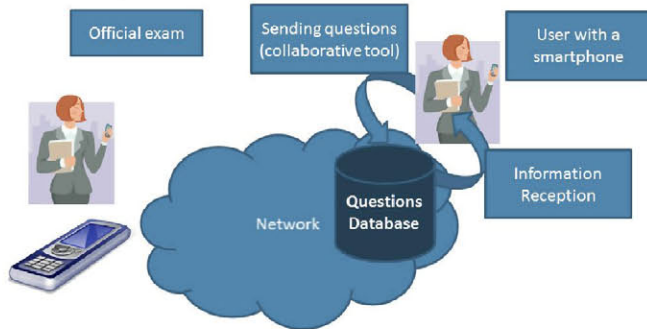 Official exam
Sending questions
(collaborative tool)
User with a
smartphone
Information
Reception
Network
Questions
Database